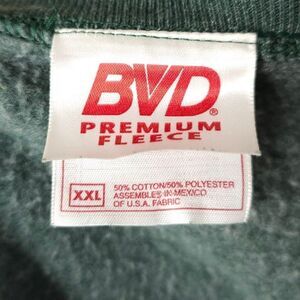 BVD®
PREMIUM
FLEECE
XXL
50% COTTON/50% POLYESTER
ASSEMBLED IN MEXICO
OF U.S.A. FABRIC